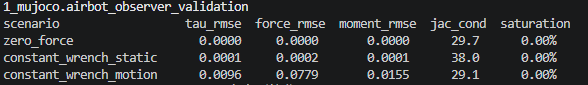 1_mujoco.airbot_observer_validation
scenario tau_rmse force_rmse moment_rmse jac_cond saturation
zero_force 0.0000 0.0000 0.0000 29.7 0.00%
constant_wrench_static 0.0001 0.0002 0.0001 38.0 0.00%
constant_wrench_motion 0.0096 0.0779 0.0155 29.1 0.00%